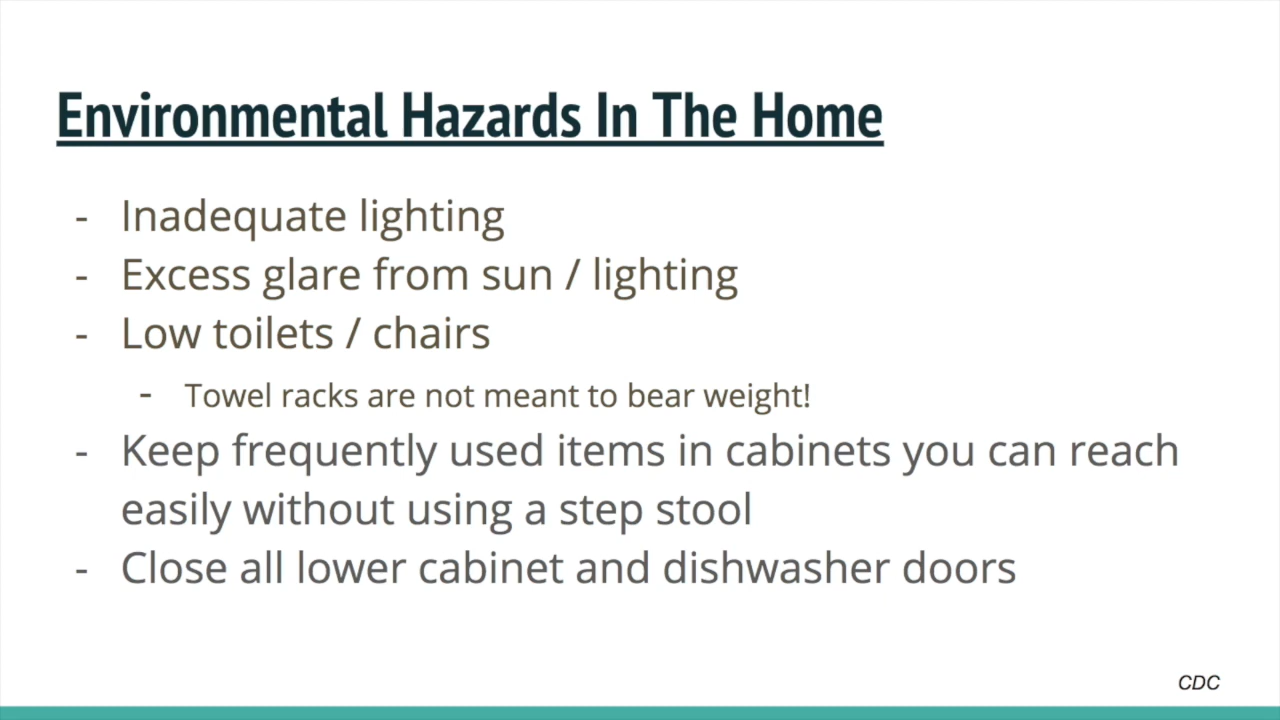 Environmental Hazards In The Home
- Inadequate lighting
- Excess glare from sun / lighting
- Low toilets / chairs
- Towel racks are not meant to bear weight!
- Keep frequently used items in cabinets you can reach
easily without using a step stool
- Close all lower cabinet and dishwasher doors
CDC